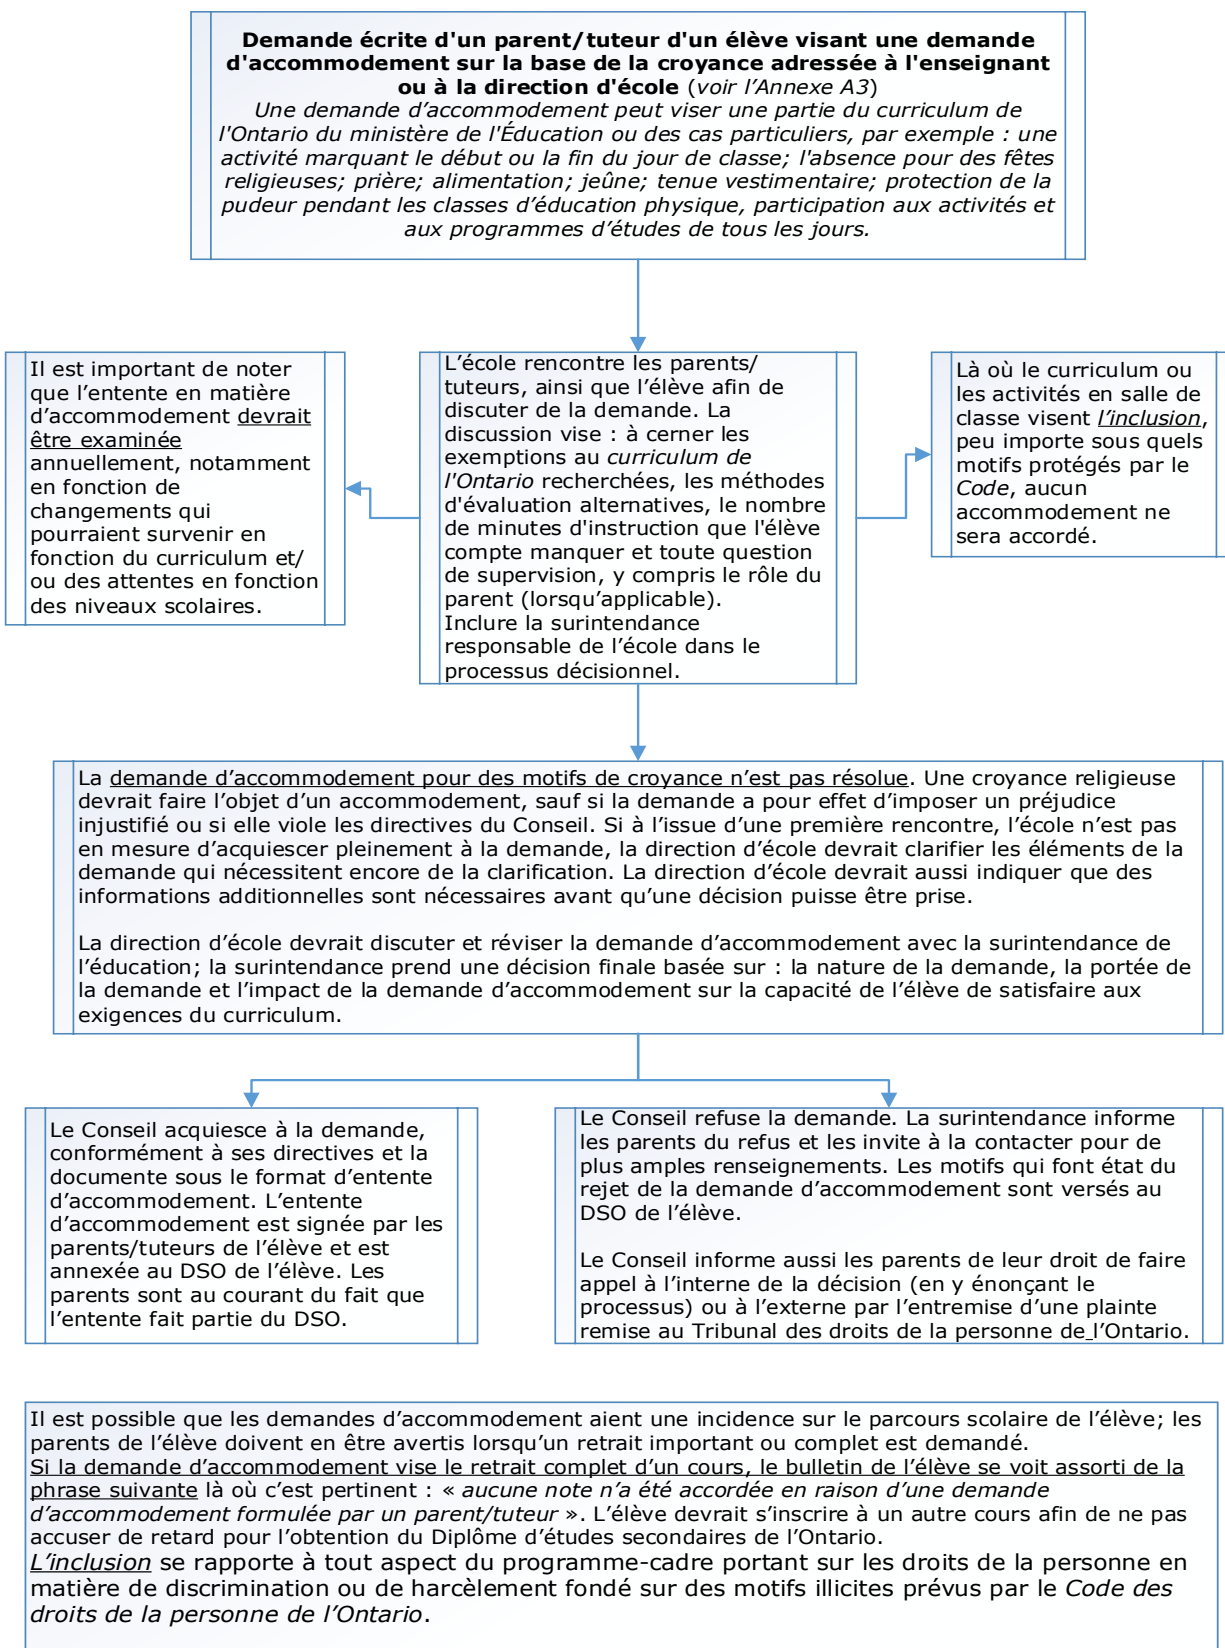 Demande écrite d'un parent/tuteur d'un élève visant une demande
d'accommodement sur la base de la croyance adressée à l'enseignant
ou à la direction d'école (voir l’Annexe A3)
Une demande d’accommodement peut viser une partie du curriculum de
l'Ontario du ministère de l'Éducation ou des cas particuliers, par exemple : une
activité marquant le début ou la fin du jour de classe; l'absence pour des fêtes
religieuses; prière; alimentation; jeûne; tenue vestimentaire; protection de la
pudeur pendant les classes d’éducation physique, participation aux activités et
aux programmes d’études de tous les jours.
Il est important de noter
que l’entente en matière
d’accommodement devrait
être examinée
annuellement, notamment
en fonction de
changements qui
pourraient survenir en
fonction du curriculum et/
ou des attentes en fonction
des niveaux scolaires.
L’école rencontre les parents/
tuteurs, ainsi que l’élève afin de
discuter de la demande. La
discussion vise : à cerner les
exemptions au curriculum de
l'Ontario recherchées, les méthodes
d'évaluation alternatives, le nombre
de minutes d'instruction que l'élève
compte manquer et toute question
de supervision, y compris le rôle du
parent (lorsqu’applicable).
Inclure la surintendance
responsable de l’école dans le
processus décisionnel.
Là où le curriculum ou
les activités en salle de
classe visent l’inclusion,
peu importe sous quels
motifs protégés par le
Code, aucun
accommodement ne
sera accordé.
La demande d’accommodement pour des motifs de croyance n’est pas résolue. Une croyance religieuse
devrait faire l’objet d’un accommodement, sauf si la demande a pour effet d’imposer un préjudice
injustifié ou si elle viole les directives du Conseil. Si à l’issue d’une première rencontre, l’école n’est pas
en mesure d’acquiescer pleinement à la demande, la direction d’école devrait clarifier les éléments de la
demande qui nécessitent encore de la clarification. La direction d’école devrait aussi indiquer que des
informations additionnelles sont nécessaires avant qu’une décision puisse être prise.
La direction d’école devrait discuter et réviser la demande d’accommodement avec la surintendance de
l’éducation; la surintendance prend une décision finale basée sur : la nature de la demande, la portée de
la demande et l’impact de la demande d’accommodement sur la capacité de l’élève de satisfaire aux
exigences du curriculum.
Le Conseil acquiesce à la demande,
conformément à ses directives et la
documente sous le format d’entente
d’accommodement. L’entente
d’accommodement est signée par les
parents/tuteurs de l’élève et est
annexée au DSO de l’élève. Les
parents sont au courant du fait que
l’entente fait partie du DSO.
Le Conseil refuse la demande. La surintendance informe
les parents du refus et les invite à la contacter pour de
plus amples renseignements. Les motifs qui font état du
rejet de la demande d’accommodement sont versés au
DSO de l’élève.
Le Conseil informe aussi les parents de leur droit de faire
appel à l’interne de la décision (en y énonçant le
processus) ou à l’externe par l’entremise d’une plainte
remise au Tribunal des droits de la personne de l’Ontario.
Il est possible que les demandes d’accommodement aient une incidence sur le parcours scolaire de l’élève; les
parents de l’élève doivent en être avertis lorsqu’un retrait important ou complet est demandé.
Si la demande d’accommodement vise le retrait complet d’un cours, le bulletin de l’élève se voit assorti de la
phrase suivante là où c’est pertinent : « aucune note n’a été accordée en raison d’une demande
d’accommodement formulée par un parent/tuteur ». L’élève devrait s’inscrire à un autre cours afin de ne pas
accuser de retard pour l’obtention du Diplôme d’études secondaires de l’Ontario.
L’inclusion se rapporte à tout aspect du programme-cadre portant sur les droits de la personne en
matière de discrimination ou de harcèlement fondé sur des motifs illicites prévus par le Code des
droits de la personne de l’Ontario.